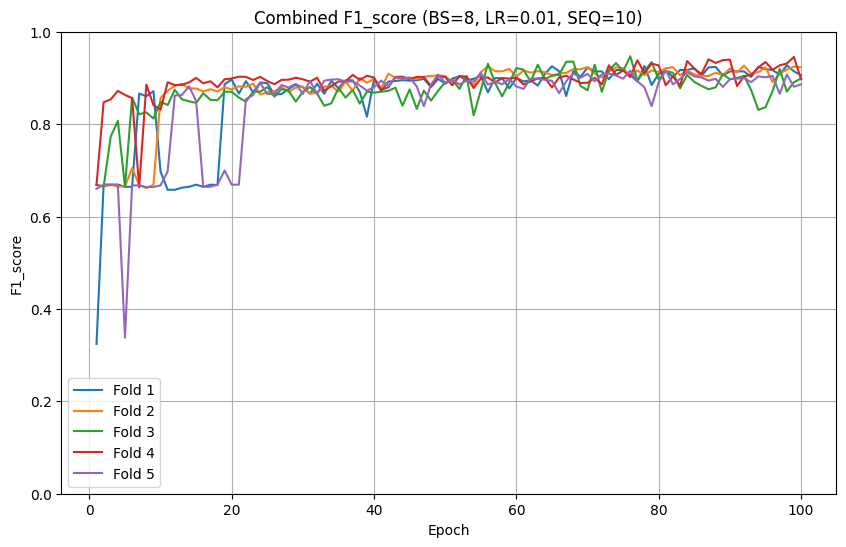 Combined F1_score (BS=8, LR=0.01, SEQ=10)
1.0
0.8
0.6
0.4
0.2
0.0
F1_score
Fold 1
Fold 2
Fold 3
Fold 4
Fold 5
0 20 40 60 80 100
Epoch